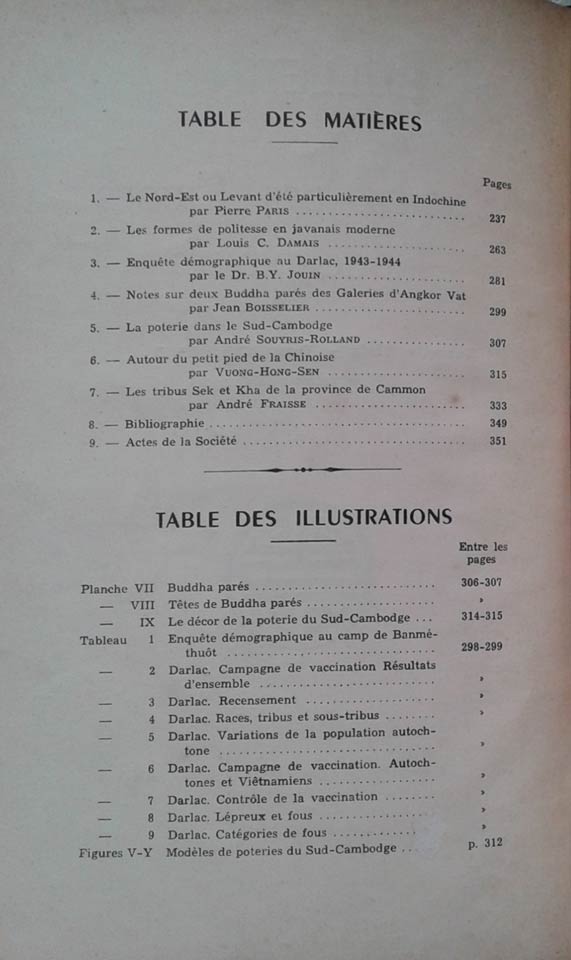 TABLE DES MATIÈRES
Pages
1. — Le Nord-Est ou Levant d'été particulièrement en Indochine
par Pierre PARIS .......................... 237
2. — Les formes de politesse en javanais moderne
par Louis C. DAMAIS ..................... 263
3. — Enquête démographique au Darlac, 1943-1944
par le Dr. B.Y. JOUIN ..................... 281
4. — Notes sur deux Buddha parés des Galeries d'Angkor Vat
par Jean BOISSELIER ....................... 299
5. — La poterie dans le Sud-Cambodge
par André SOUYRIS-ROLLAND ............... 307
6. — Autour du petit pied de la Chinoise
par VUONG-HONG-SEN ..................... 315
7. — Les tribus Sek et Kha de la province de Cammon
par André FRAISSE ....................... 333
8. — Bibliographie ....................................... 349
9. — Actes de la Société .................................. 351
TABLE DES ILLUSTRATIONS
Entre les
pages
Planche VII Buddha parés ............................ 306-307
— VIII Têtes de Buddha parés .................... »
— IX Le décor de la poterie du Sud-Cambodge ... 314-315
Tableau 1 Enquête démographique au camp de Banmé-
thuôt ................................ 298-299
— 2 Darlac. Campagne de vaccination Résultats
d'ensemble ........................... »
— 3 Darlac. Recensement ..................... »
— 4 Darlac. Races, tribus et sous-tribus ........ »
— 5 Darlac. Variations de la population autoch-
tone .................................. »
— 6 Darlac. Campagne de vaccination. Autoch-
tones et Viêtnamiens .................. »
— 7 Darlac. Contrôle de la vaccination ........ »
— 8 Darlac. Lépreux et fous .................. »
— 9 Darlac. Catégories de fous ............. »
Figures V-Y Modèles de poteries du Sud-Cambodge ... p. 312